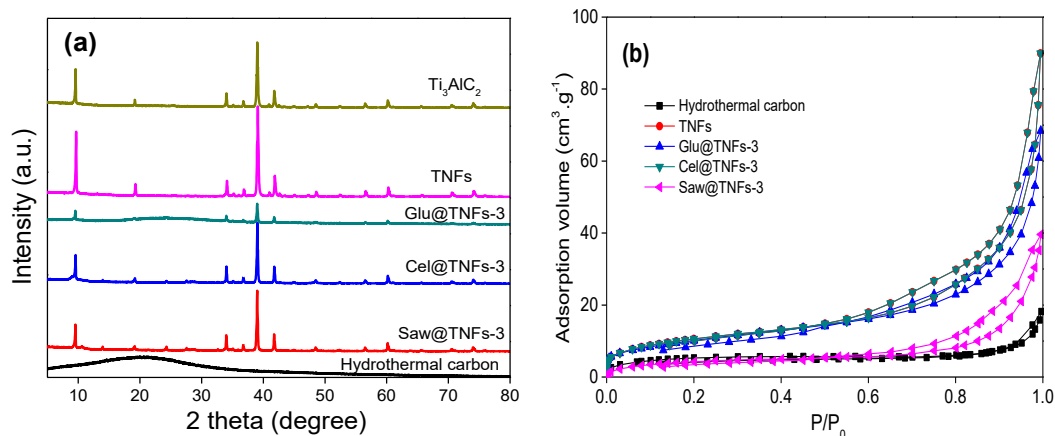 (a)
Ti₃AlC₂
TNFs
Glu@TNFs-3
Cel@TNFs-3
Saw@TNFs-3
Hydrothermal carbon
Intensity (a.u.)
10 20 30 40 50 60 70 80
2 theta (degree)
(b)
Hydrothermal carbon
TNFs
Glu@TNFs-3
Cel@TNFs-3
Saw@TNFs-3
Adsorption volume (cm³.g⁻¹)
100
80
60
40
20
0
0.0 0.2 0.4 0.6 0.8 1.0
P/P₀